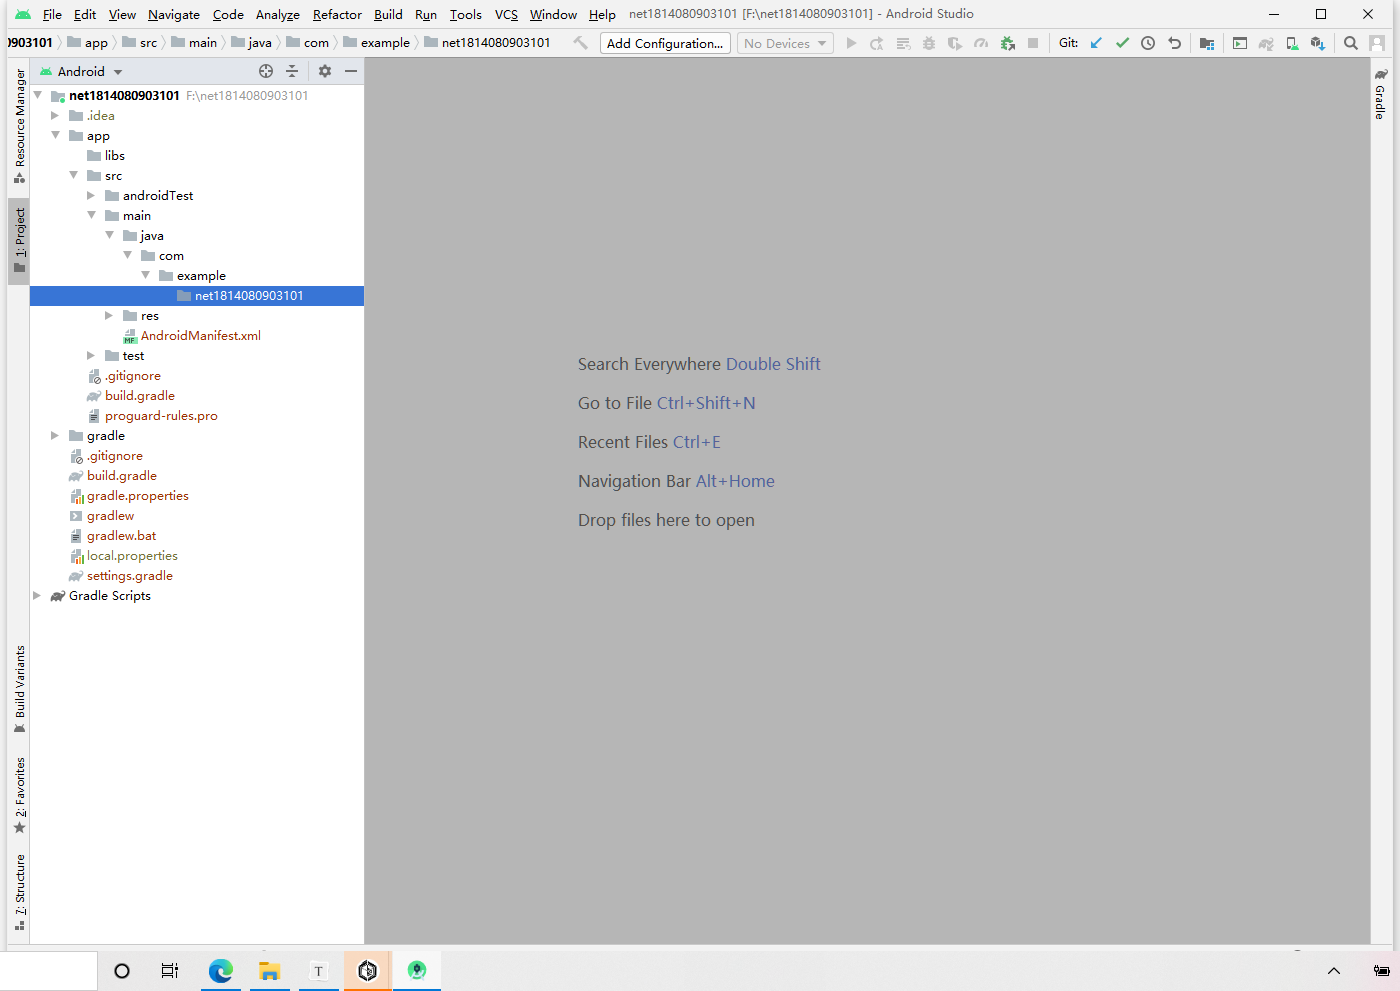 File Edit View Navigate Code Analyze Refactor Build Run Tools VCS Window Help net1814080903101 [F:\net1814080903101] - Android Studio
0903101 app src main java com example net1814080903101 Add Configuration... No Devices Git:
Resource Manager
1: Project
Build Variants
2: Favorites
7: Structure
Android
net1814080903101 F:\net1814080903101
.idea
app
libs
src
androidTest
main
java
com
example
net1814080903101
res
MF AndroidManifest.xml
test
.gitignore
build.gradle
proguard-rules.pro
gradle
.gitignore
build.gradle
gradle.properties
gradlew
gradlew.bat
local.properties
settings.gradle
Gradle Scripts
Search Everywhere Double Shift
Go to File Ctrl+Shift+N
Recent Files Ctrl+E
Navigation Bar Alt+Home
Drop files here to open
Gradle
T